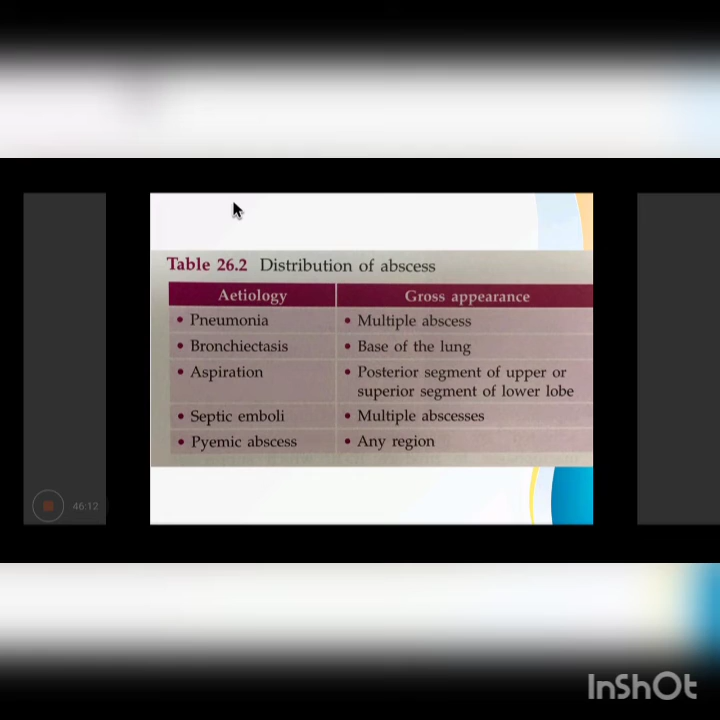 Table 26.2 Distribution of abscess
Aetiology Gross appearance
• Pneumonia • Multiple abscess
• Bronchiectasis • Base of the lung
• Aspiration • Posterior segment of upper or
superior segment of lower lobe
• Septic emboli • Multiple abscesses
• Pyemic abscess • Any region
46:12
InShOt